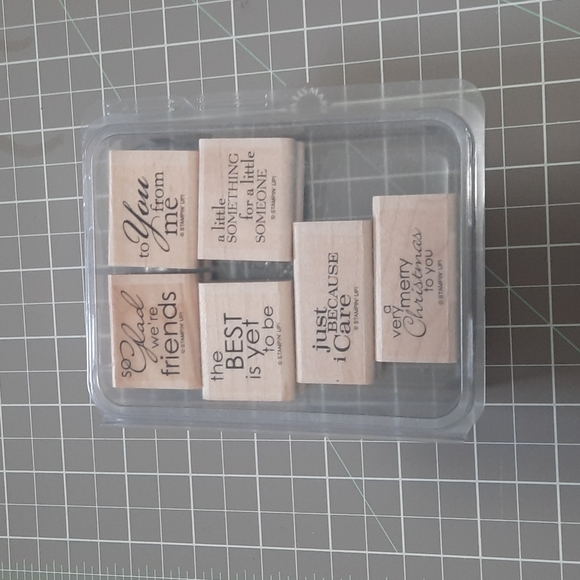 so Glad
we're
friends
© STAMPIN' UP!
to You
from
me
© STAMPIN' UP!
the
BEST
is yet
to be
© STAMPIN' UP!
a little
SOMETHING
for a little
SOMEONE
© STAMPIN' UP!
just
BECAUSE
i Care
© STAMPIN' UP!
a
very merry
Christmas
to you
© STAMPIN' UP!